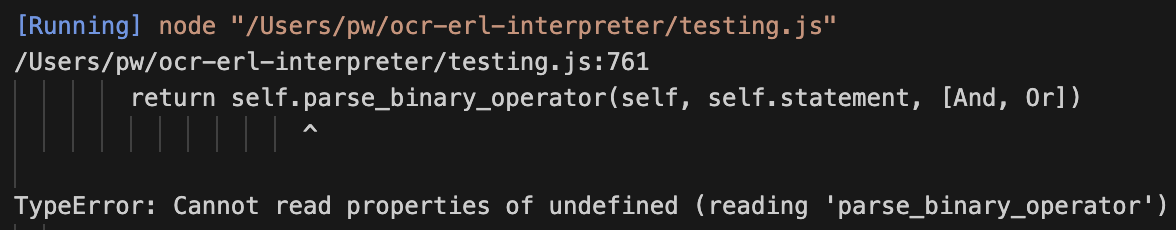 [Running] node "/Users/pw/ocr-erl-interpreter/testing.js"
/Users/pw/ocr-erl-interpreter/testing.js:761
return self.parse_binary_operator(self, self.statement, [And, Or])
^
TypeError: Cannot read properties of undefined (reading 'parse_binary_operator')